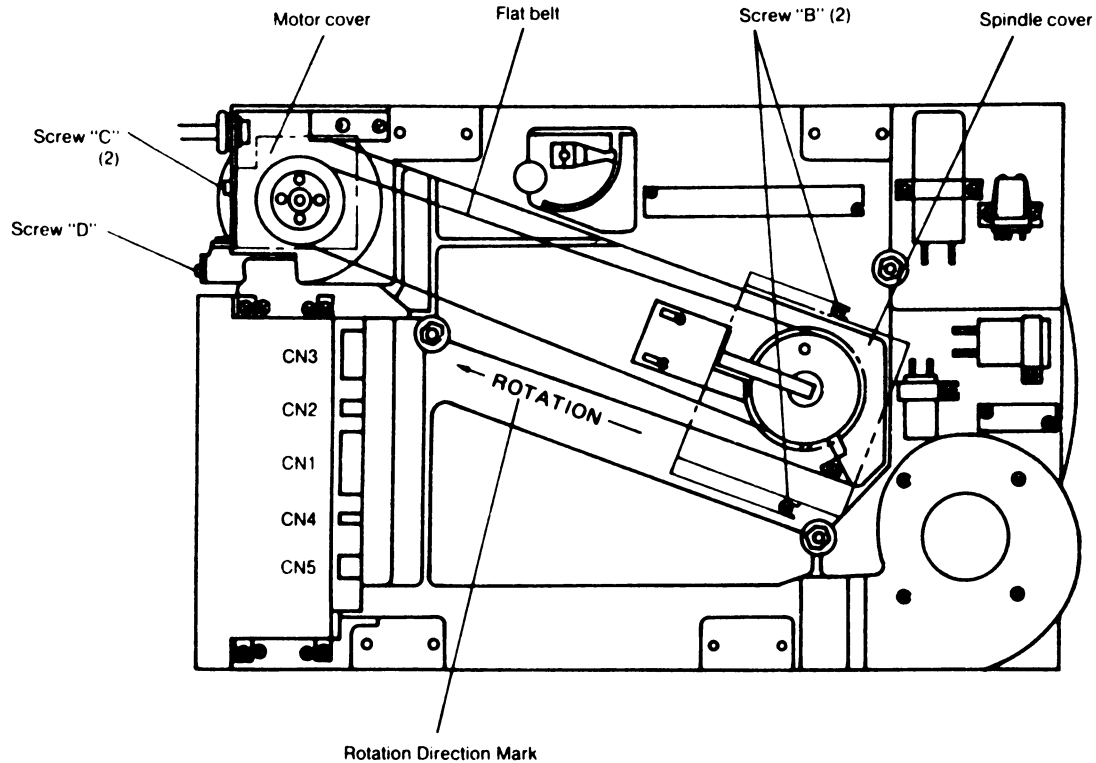 Motor cover
Flat belt
Screw "B" (2)
Spindle cover
Screw "C"
(2)
Screw "D"
CN3
CN2
CN1
CN4
CN5
ROTATION
Rotation Direction Mark